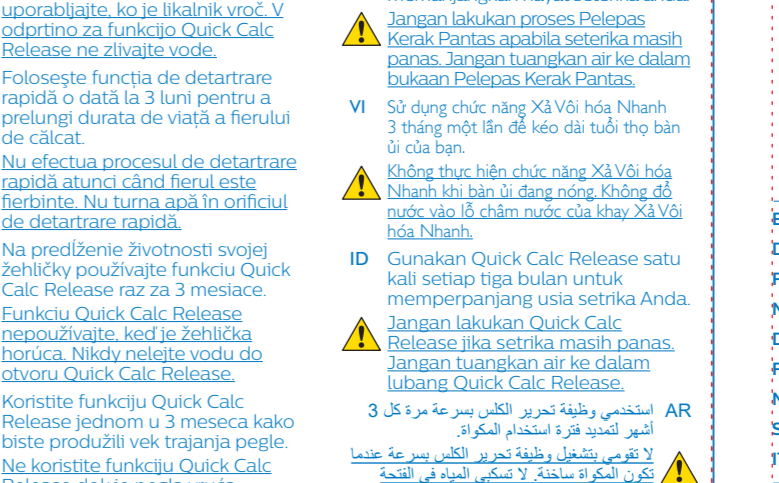 uporabljajte, ko je likalnik vroč. V
odprtino za funkcijo Quick Calc
Release ne zlivajte vode.
Foloseşte funcția de detartrare
rapidă o dată la 3 luni pentru a
prelungi durata de viață a fierului
de călcat.
Nu efectua procesul de detartrare
rapidă atunci când fierul este
fierbinte. Nu turna apă în orificiul
de detartrare rapidă.
Na predĺženie životnosti svojej
žehličky používajte funkciu Quick
Calc Release raz za 3 mesiace.
Funkciu Quick Calc Release
nepoužívajte, keď je žehlička
horúca. Nikdy nelejte vodu do
otvoru Quick Calc Release.
Koristite funkciju Quick Calc
Release jednom u 3 meseca kako
biste produžili vek trajanja pegle.
Ne koristite funkciju Quick Calc
Jangan lakukan proses Pelepas
Kerak Pantas apabila seterika masih
panas. Jangan tuangkan air ke dalam
bukaan Pelepas Kerak Pantas.
VI Sử dụng chức năng Xả Vôi hóa Nhanh
3 tháng một lần để kéo dài tuổi thọ bàn
ủi của bạn.
Không thực hiện chức năng Xả Vôi hóa
Nhanh khi bàn ủi đang nóng. Không đổ
nước vào lỗ châm nước của khay Xả Vôi
hóa Nhanh.
ID Gunakan Quick Calc Release satu
kali setiap tiga bulan untuk
memperpanjang usia setrika Anda.
Jangan lakukan Quick Calc
Release jika setrika masih panas.
Jangan tuangkan air ke dalam
lubang Quick Calc Release.
AR استخدمي وظيفة تحرير الكلس بسرعة مرة كل 3
أشهر لتمديد فترة استخدام المكواة.
لا تقومي بتشغيل وظيفة تحرير الكلس بسرعة عندما
تكون المكواة ساخنة. لا تسكبي المياه في الفتحة